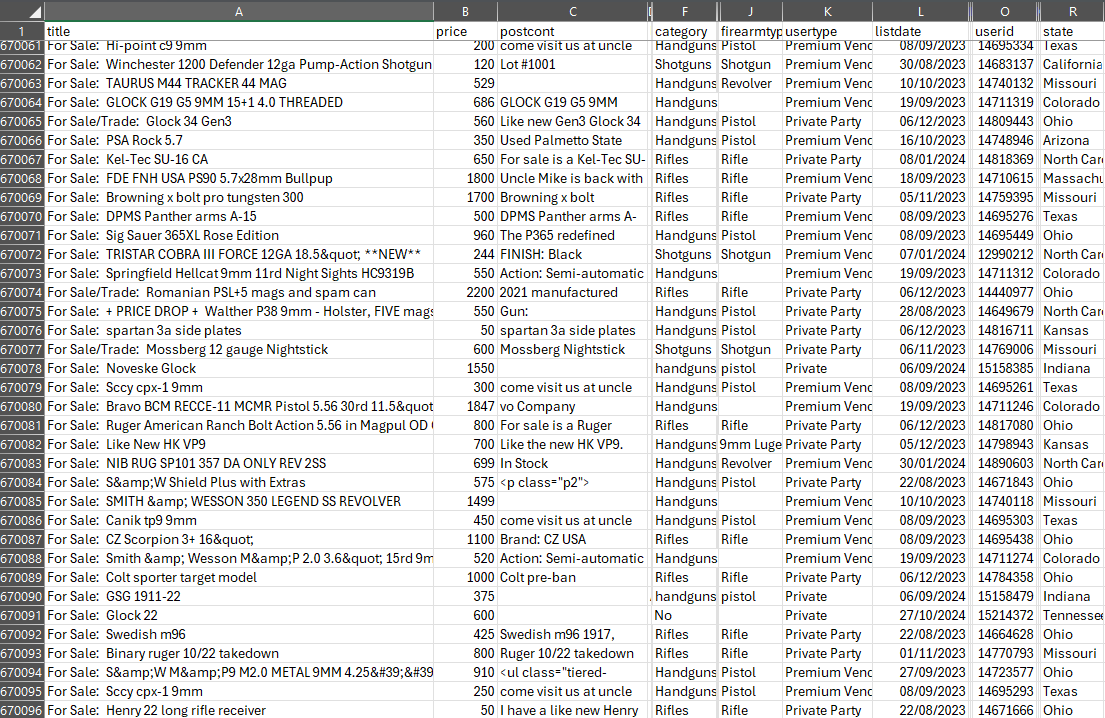 A B C F J K L O R
1 title price postcont category firearmtyp usertype listdate userid state
670061 For Sale: Hi-point c9 9mm 200 come visit us at uncle Handguns Pistol Premium Vend 08/09/2023 14695334 Texas
670062 For Sale: Winchester 1200 Defender 12ga Pump-Action Shotgun 120 Lot #1001 Shotguns Shotgun Premium Vend 30/08/2023 14683137 California
670063 For Sale: TAURUS M44 TRACKER 44 MAG 529 Handguns Revolver Premium Vend 10/10/2023 14740132 Missouri
670064 For Sale: GLOCK G19 G5 9MM 15+1 4.0 THREADED 686 GLOCK G19 G5 9MM Handguns Premium Vend 19/09/2023 14711319 Colorado
670065 For Sale/Trade: Glock 34 Gen3 560 Like new Gen3 Glock 34 Handguns Pistol Private Party 06/12/2023 14809443 Ohio
670066 For Sale: PSA Rock 5.7 350 Used Palmetto State Handguns Pistol Premium Vend 16/10/2023 14748946 Arizona
670067 For Sale: Kel-Tec SU-16 CA 650 For sale is a Kel-Tec SU- Rifles Rifle Private Party 08/01/2024 14818369 North Car
670068 For Sale: FDE FNH USA PS90 5.7x28mm Bullpup 1800 Uncle Mike is back with Rifles Rifle Premium Vend 18/09/2023 14710615 Massachu
670069 For Sale: Browning x bolt pro tungsten 300 1700 Browning x bolt Rifles Rifle Private Party 05/11/2023 14759395 Missouri
670070 For Sale: DPMS Panther arms A-15 500 DPMS Panther arms A- Rifles Rifle Premium Vend 08/09/2023 14695276 Texas
670071 For Sale: Sig Sauer 365XL Rose Edition 960 The P365 redefined Handguns Pistol Premium Vend 08/09/2023 14695449 Ohio
670072 For Sale: TRISTAR COBRA III FORCE 12GA 18.5&quot; **NEW** 244 FINISH: Black Shotguns Shotgun Premium Vend 07/01/2024 12990212 North Car
670073 For Sale: Springfield Hellcat 9mm 11rd Night Sights HC9319B 550 Action: Semi-automatic Handguns Premium Vend 19/09/2023 14711312 Colorado
670074 For Sale/Trade: Romanian PSL+5 mags and spam can 2200 2021 manufactured Rifles Rifle Private Party 06/12/2023 14440977 Ohio
670075 For Sale: + PRICE DROP + Walther P38 9mm - Holster, FIVE mags 550 Gun: Handguns Pistol Private Party 28/08/2023 14649679 North Car
670076 For Sale: spartan 3a side plates 50 spartan 3a side plates Handguns Pistol Private Party 06/12/2023 14816711 Kansas
670077 For Sale/Trade: Mossberg 12 gauge Nightstick 600 Mossberg Nightstick Shotguns Shotgun Private Party 06/11/2023 14769006 Missouri
670078 For Sale: Noveske Glock 1550 handguns pistol Private 06/09/2024 15158385 Indiana
670079 For Sale: Sccy cpx-1 9mm 300 come visit us at uncle Handguns Pistol Premium Vend 08/09/2023 14695261 Texas
670080 For Sale: Bravo BCM RECCE-11 MCMR Pistol 5.56 30rd 11.5&quot 1847 vo Company Handguns Premium Vend 19/09/2023 14711246 Colorado
670081 For Sale: Ruger American Ranch Bolt Action 5.56 in Magpul OD 800 For sale is a Ruger Rifles Rifle Private Party 06/12/2023 14817080 Ohio
670082 For Sale: Like New HK VP9 700 Like the new HK VP9. Handguns 9mm Luge Private Party 05/12/2023 14798943 Kansas
670083 For Sale: NIB RUG SP101 357 DA ONLY REV 2SS 699 In Stock Handguns Revolver Premium Vend 30/01/2024 14890603 North Car
670084 For Sale: S&amp;W Shield Plus with Extras 575 <p class="p2"> Handguns Pistol Private Party 22/08/2023 14671843 Ohio
670085 For Sale: SMITH &amp; WESSON 350 LEGEND SS REVOLVER 1499 Handguns Premium Vend 10/10/2023 14740118 Missouri
670086 For Sale: Canik tp9 9mm 450 come visit us at uncle Handguns Pistol Premium Vend 08/09/2023 14695303 Texas
670087 For Sale: CZ Scorpion 3+ 16&quot; 1100 Brand: CZ USA Rifles Rifle Premium Vend 08/09/2023 14695438 Ohio
670088 For Sale: Smith &amp; Wesson M&amp;P 2.0 3.6&quot; 15rd 9m 520 Action: Semi-automatic Handguns Premium Vend 19/09/2023 14711274 Colorado
670089 For Sale: Colt sporter target model 1000 Colt pre-ban Rifles Rifle Private Party 06/12/2023 14784358 Ohio
670090 For Sale: GSG 1911-22 375 handguns pistol Private 06/09/2024 15158479 Indiana
670091 For Sale: Glock 22 600 No Private 27/10/2024 15214372 Tennessee
670092 For Sale: Swedish m96 425 Swedish m96 1917, Rifles Rifle Private Party 22/08/2023 14664628 Ohio
670093 For Sale: Binary ruger 10/22 takedown 800 Ruger 10/22 takedown Rifles Rifle Private Party 01/11/2023 14770793 Missouri
670094 For Sale: S&amp;W M&amp;P9 M2.0 METAL 9MM 4.25&#39;&#39 910 <ul class="tiered- Handguns Pistol Premium Vend 27/09/2023 14723577 Ohio
670095 For Sale: Sccy cpx-1 9mm 250 come visit us at uncle Handguns Pistol Premium Vend 08/09/2023 14695293 Texas
670096 For Sale: Henry 22 long rifle receiver 50 I have a like new Henry Rifles Rifle Private Party 22/08/2023 14671666 Ohio